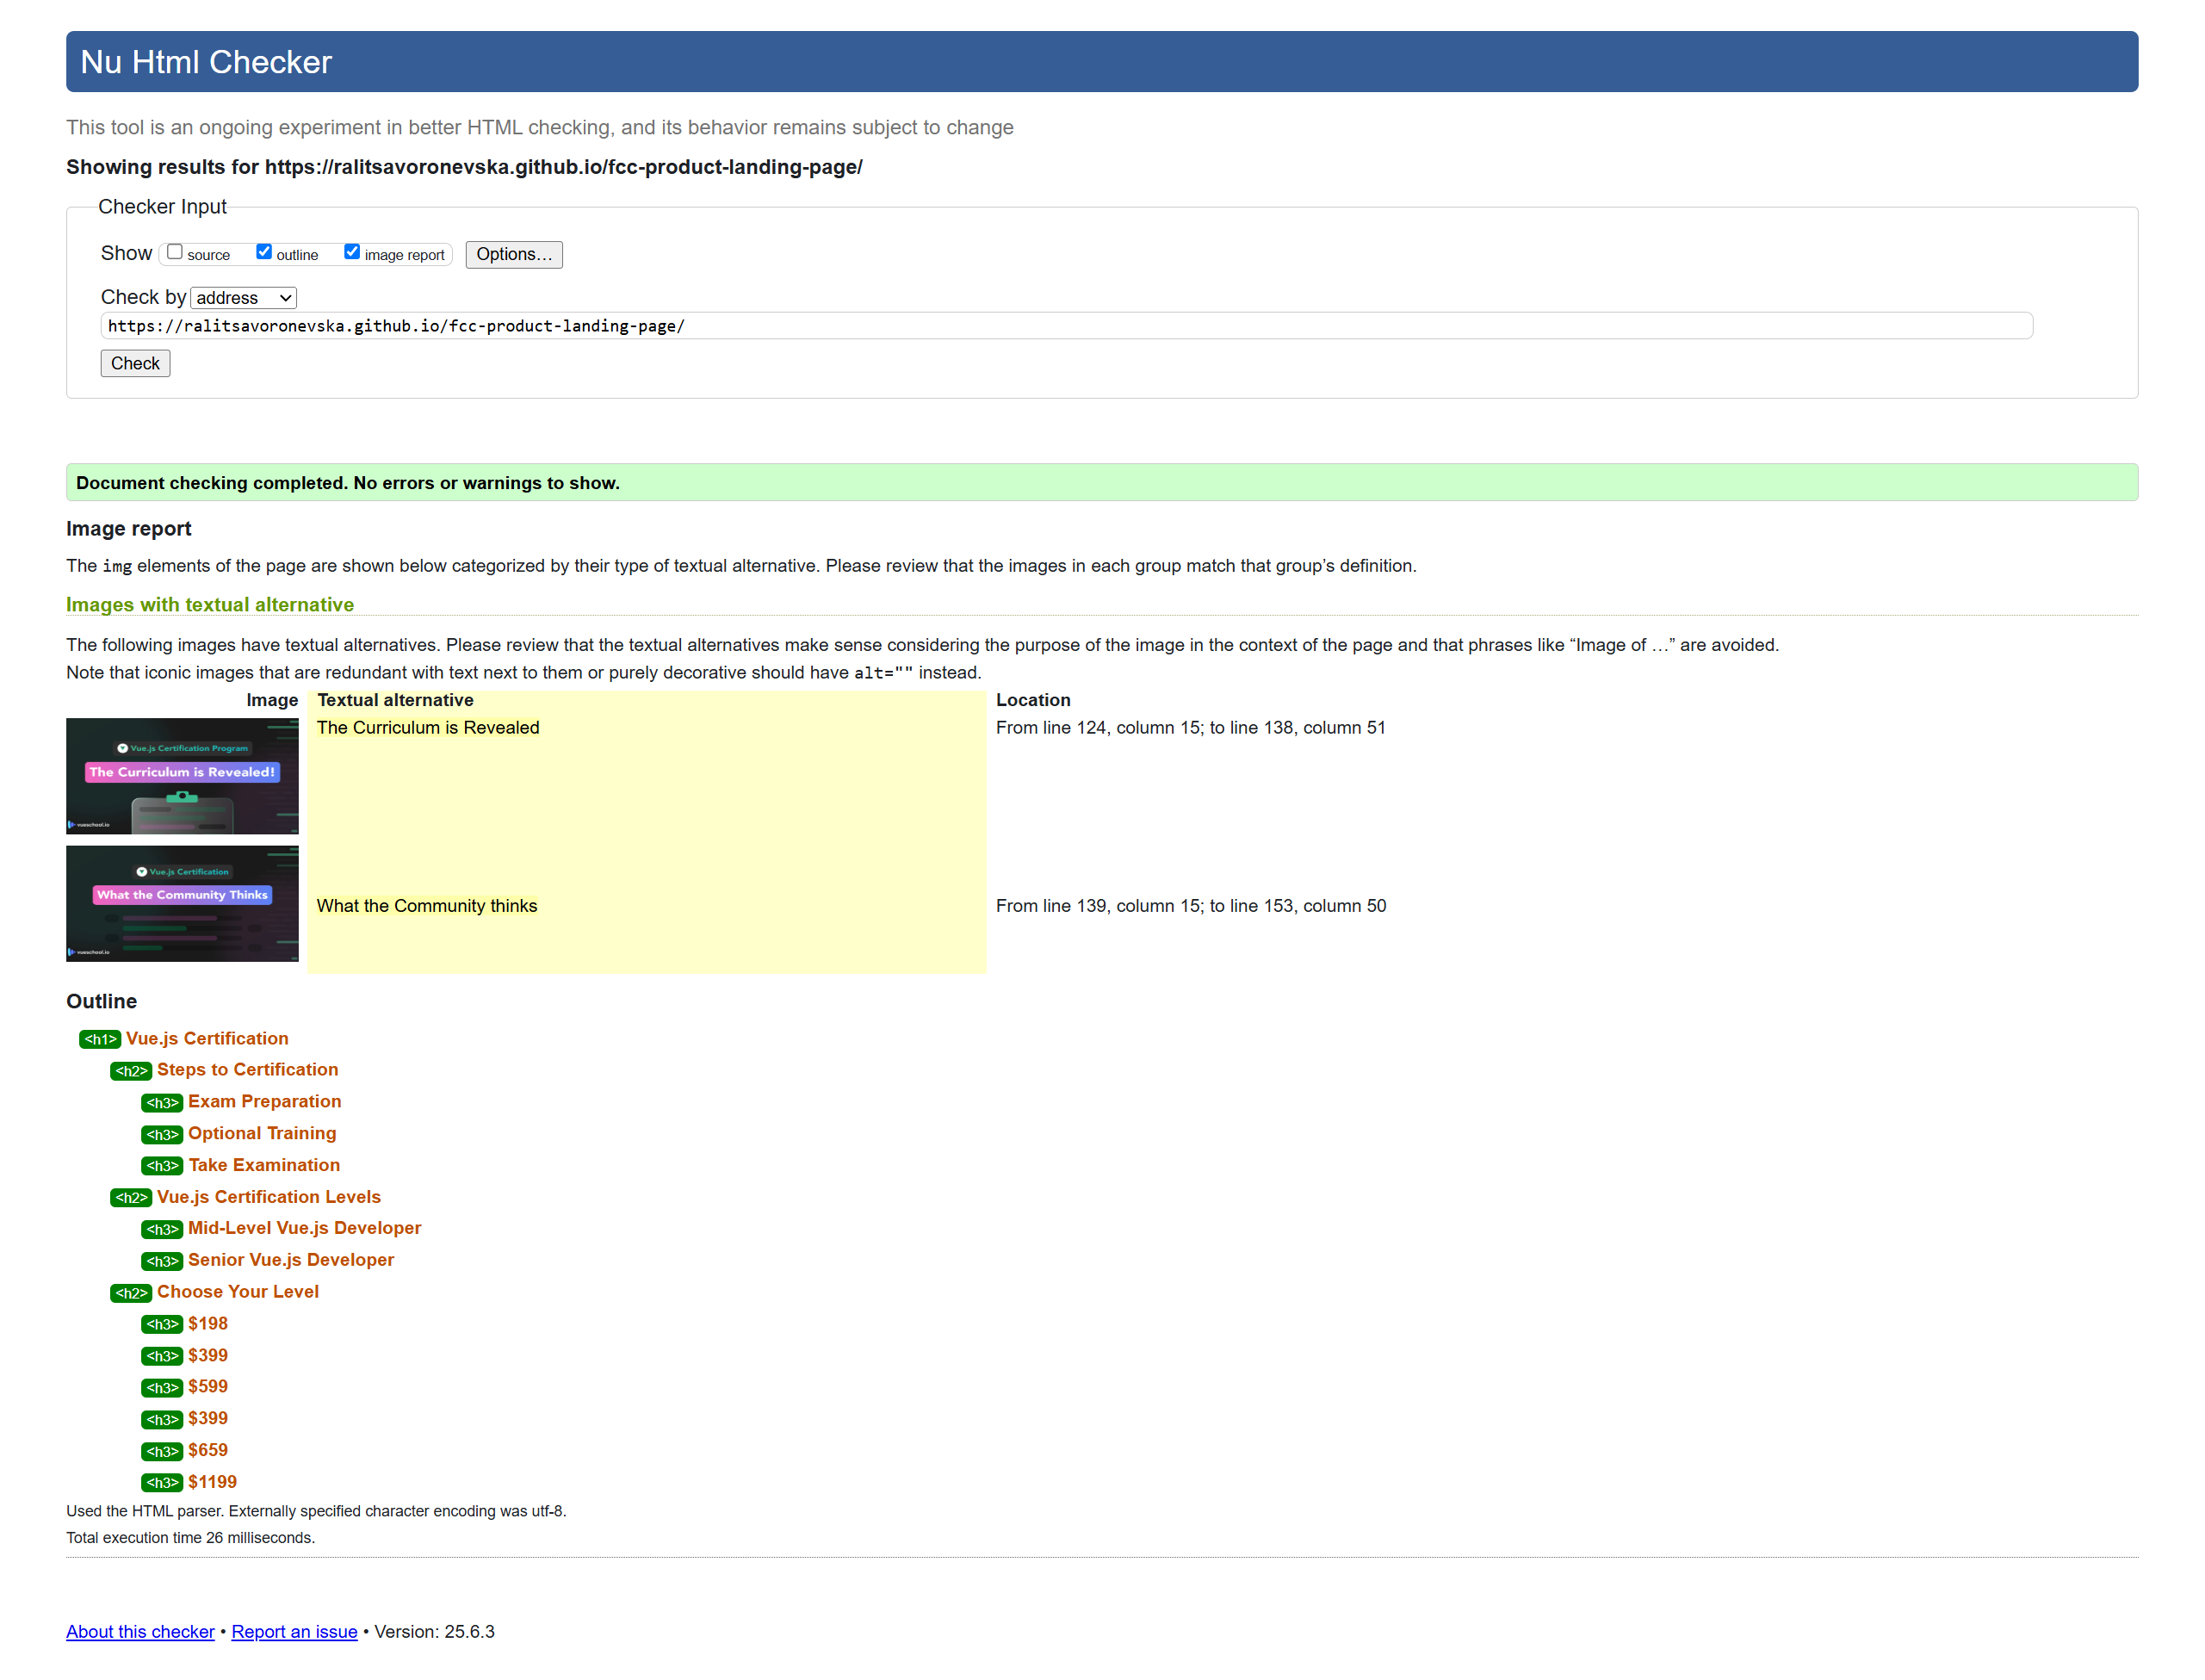 Nu Html Checker
This tool is an ongoing experiment in better HTML checking, and its behavior remains subject to change
Showing results for https://ralitsavoronevska.github.io/fcc-product-landing-page/
Checker Input
Show source outline image report Options...
Check by address
https://ralitsavoronevska.github.io/fcc-product-landing-page/
Check
Document checking completed. No errors or warnings to show.
Image report
The img elements of the page are shown below categorized by their type of textual alternative. Please review that the images in each group match that group’s definition.
Images with textual alternative
The following images have textual alternatives. Please review that the textual alternatives make sense considering the purpose of the image in the context of the page and that phrases like “Image of …” are avoided.
Note that iconic images that are redundant with text next to them or purely decorative should have alt="" instead.
Image Textual alternative Location
The Curriculum is Revealed From line 124, column 15; to line 138, column 51
Vue.js Certification Program
The Curriculum is Revealed!
vueschool.io
Vue.js Certification
What the Community Thinks
What the Community thinks From line 139, column 15; to line 153, column 50
vueschool.io
Outline
<h1> Vue.js Certification
<h2> Steps to Certification
<h3> Exam Preparation
<h3> Optional Training
<h3> Take Examination
<h2> Vue.js Certification Levels
<h3> Mid-Level Vue.js Developer
<h3> Senior Vue.js Developer
<h2> Choose Your Level
<h3> $198
<h3> $399
<h3> $599
<h3> $399
<h3> $659
<h3> $1199
Used the HTML parser. Externally specified character encoding was utf-8.
Total execution time 26 milliseconds.
About this checker • Report an issue • Version: 25.6.3